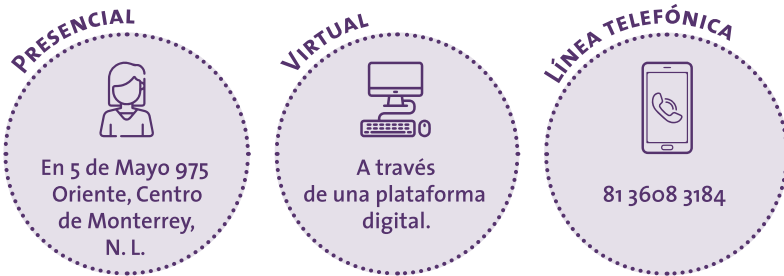 PRESENCIAL
En 5 de Mayo 975
Oriente, Centro
de Monterrey,
N. L.
VIRTUAL
A través
de una plataforma
digital.
LÍNEA TELEFÓNICA
81 3608 3184